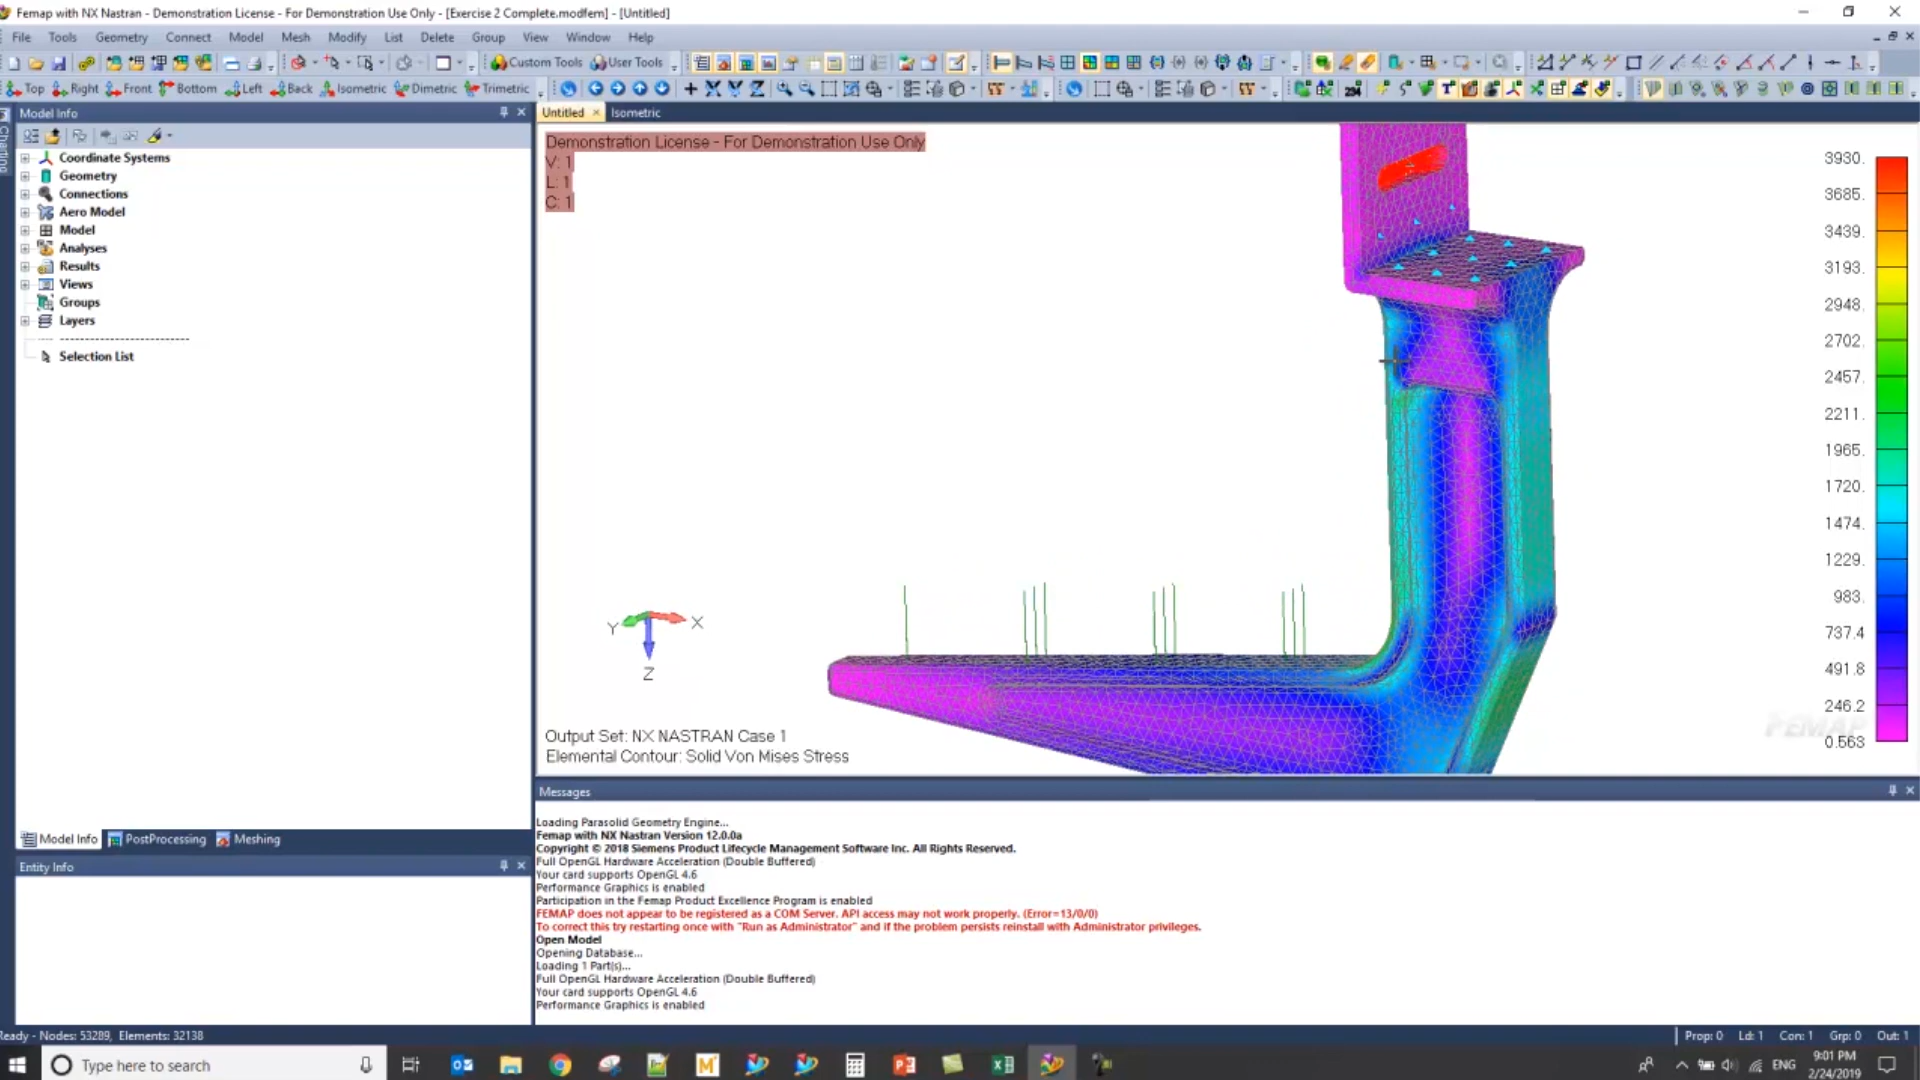 Femap with NX Nastran - Demonstration License - For Demonstration Use Only - [Exercise 2 Complete.modfem] - [Untitled]
File Tools Geometry Connect Model Mesh Modify List Delete Group View Window Help
Custom Tools User Tools
Top Right Front Bottom Left Back Isometric Dimetric Trimetric
Model Info
Charting
Coordinate Systems
Geometry
Connections
Aero Model
Model
Analyses
Results
Views
Groups
Layers
Selection List
Model Info PostProcessing Meshing
Entity Info
Untitled Isometric
Demonstration License - For Demonstration Use Only
V: 1
L: 1
C: 1
3930.
3685.
3439.
3193.
2948.
2702.
2457.
2211.
1965.
1720.
1474.
1229.
983.
737.4
491.8
246.2
0.563
Y X
Z
FEMAP
Output Set: NX NASTRAN Case 1
Elemental Contour: Solid Von Mises Stress
Messages
Loading Parasolid Geometry Engine...
Femap with NX Nastran Version 12.0.0a
Copyright © 2018 Siemens Product Lifecycle Management Software Inc. All Rights Reserved.
Full OpenGL Hardware Acceleration (Double Buffered)
Your card supports OpenGL 4.6
Performance Graphics is enabled
Participation in the Femap Product Excellence Program is enabled
FEMAP does not appear to be registered as a COM Server. API access may not work properly. (Error=13/0/0)
To correct this try restarting once with "Run as Administrator" and if the problem persists reinstall with Administrator privileges.
Open Model
Opening Database...
Loading 1 Part(s)...
Full OpenGL Hardware Acceleration (Double Buffered)
Your card supports OpenGL 4.6
Performance Graphics is enabled
Ready - Nodes: 53289, Elements: 32138
Prop: 0 Ld: 1 Con: 1 Grp: 0 Out: 1
Type here to search
ENG
9:01 PM
2/24/2019